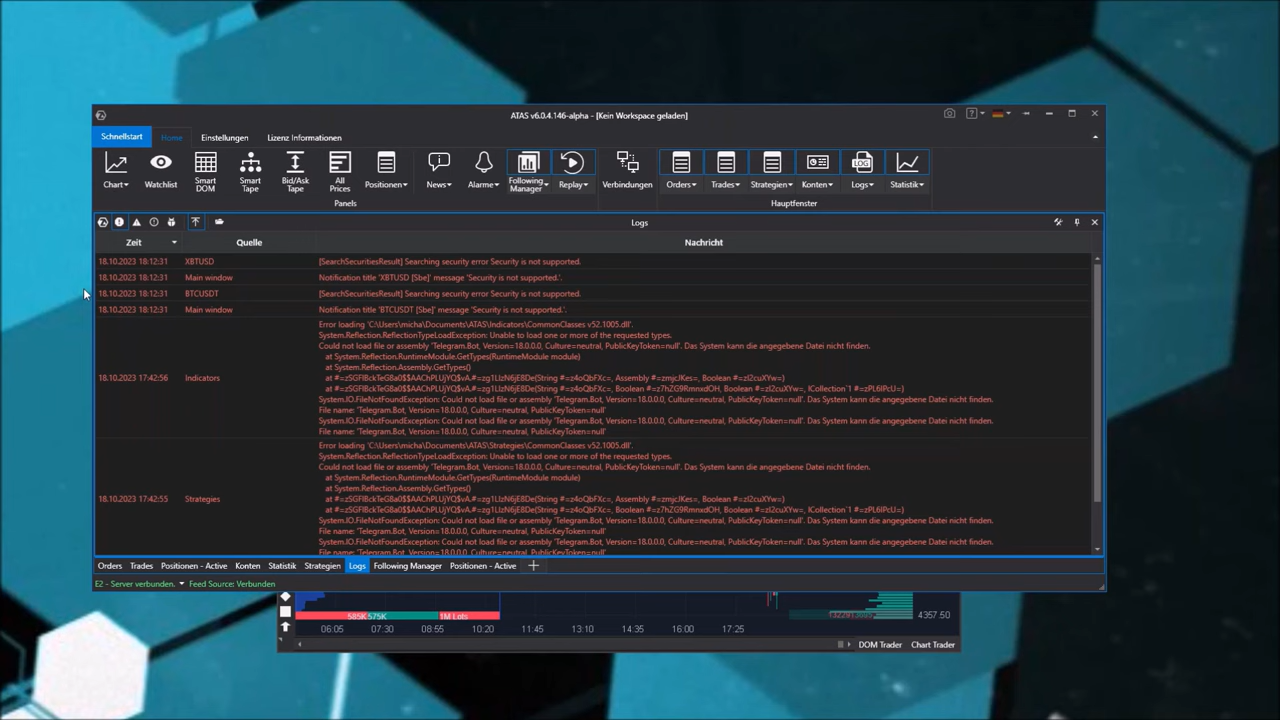 ATAS v6.0.4.146-alpha - [Kein Workspace geladen]
Schnellstart Home Einstellungen Lizenz Informationen
Chart Watchlist Smart DOM Smart Tape Bid/Ask Tape All Prices Positionen News Alarme Following Manager Replay Verbindungen Orders Trades Strategien Konten Logs Statistik
LOG
Panels Hauptfenster
Logs
Zeit Quelle Nachricht
18.10.2023 18:12:31 XBTUSD [SearchSecuritiesResult] Searching security error Security is not supported.
18.10.2023 18:12:31 Main window Notification title 'XBTUSD [Sbe]' message 'Security is not supported.'.
18.10.2023 18:12:31 BTCUSDT [SearchSecuritiesResult] Searching security error Security is not supported.
18.10.2023 18:12:31 Main window Notification title 'BTCUSDT [Sbe]' message 'Security is not supported.'.
Error loading 'C:\Users\micha\Documents\ATAS\Indicators\CommonClasses v52.1005.dll'.
System.Reflection.ReflectionTypeLoadException: Unable to load one or more of the requested types.
Could not load file or assembly 'Telegram.Bot, Version=18.0.0.0, Culture=neutral, PublicKeyToken=null'. Das System kann die angegebene Datei nicht finden.
at System.Reflection.RuntimeModule.GetTypes(RuntimeModule module)
at System.Reflection.Assembly.GetTypes()
18.10.2023 17:42:56 Indicators
System.IO.FileNotFoundException: Could not load file or assembly 'Telegram.Bot, Version=18.0.0.0, Culture=neutral, PublicKeyToken=null'. Das System kann die angegebene Datei nicht finden.
File name: 'Telegram.Bot, Version=18.0.0.0, Culture=neutral, PublicKeyToken=null'
System.IO.FileNotFoundException: Could not load file or assembly 'Telegram.Bot, Version=18.0.0.0, Culture=neutral, PublicKeyToken=null'. Das System kann die angegebene Datei nicht finden.
File name: 'Telegram.Bot, Version=18.0.0.0, Culture=neutral, PublicKeyToken=null'
Error loading 'C:\Users\micha\Documents\ATAS\Strategies\CommonClasses v52.1005.dll'.
System.Reflection.ReflectionTypeLoadException: Unable to load one or more of the requested types.
Could not load file or assembly 'Telegram.Bot, Version=18.0.0.0, Culture=neutral, PublicKeyToken=null'. Das System kann die angegebene Datei nicht finden.
at System.Reflection.RuntimeModule.GetTypes(RuntimeModule module)
at System.Reflection.Assembly.GetTypes()
18.10.2023 17:42:55 Strategies
System.IO.FileNotFoundException: Could not load file or assembly 'Telegram.Bot, Version=18.0.0.0, Culture=neutral, PublicKeyToken=null'. Das System kann die angegebene Datei nicht finden.
File name: 'Telegram.Bot, Version=18.0.0.0, Culture=neutral, PublicKeyToken=null'
System.IO.FileNotFoundException: Could not load file or assembly 'Telegram.Bot, Version=18.0.0.0, Culture=neutral, PublicKeyToken=null'. Das System kann die angegebene Datei nicht finden.
File name: 'Telegram.Bot, Version=18.0.0.0, Culture=neutral, PublicKeyToken=null'
Orders Trades Positionen - Active Konten Statistik Strategien Logs Following Manager Positionen - Active
E2 - Server verbunden. Feed Source: Verbunden
585K 575K 1M Lots 4357.50
06:05 07:30 08:55 10:20 11:45 13:10 14:35 16:00 17:25
DOM Trader Chart Trader